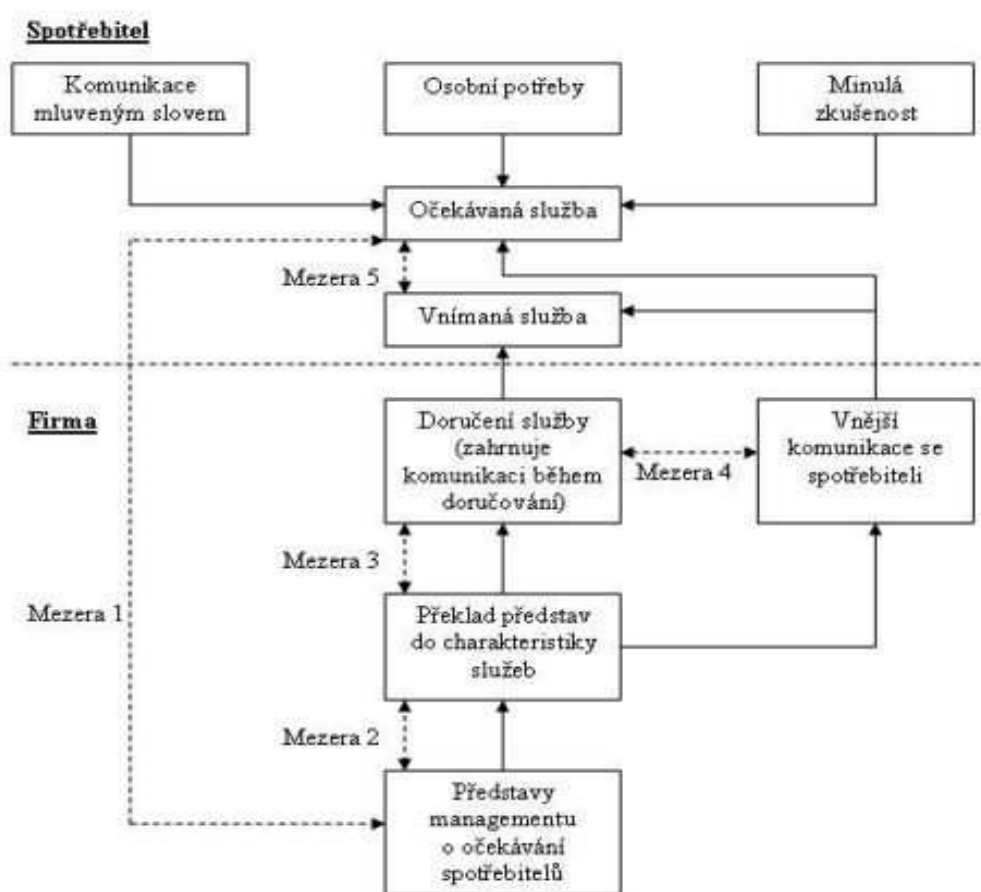 Spotřebitel
Komunikace
mluveným slovem
Osobní potřeby
Minulá
zkušenost
Očekávaná služba
Mezera 5
Vnímaná služba
Firma
Doručení služby
(zahrnuje
komunikaci během
doručování)
Mezera 4
Vnější
komunikace se
spotřebiteli
Mezera 3
Mezera 1
Překlad představ
do charakteristiky
služeb
Mezera 2
Představy
managementu
o očekávání
spotřebitelů